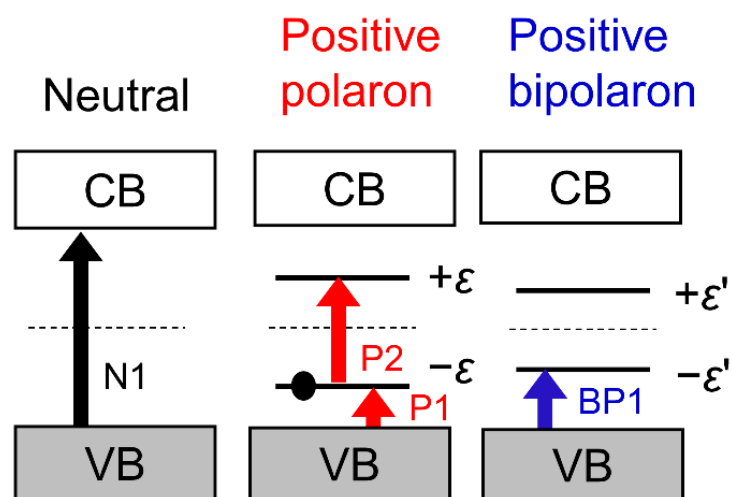 Neutral
Positive
polaron
Positive
bipolaron
CB
CB
CB
N1
VB
+ε
P2
−ε
P1
VB
+ε'
−ε'
BP1
VB